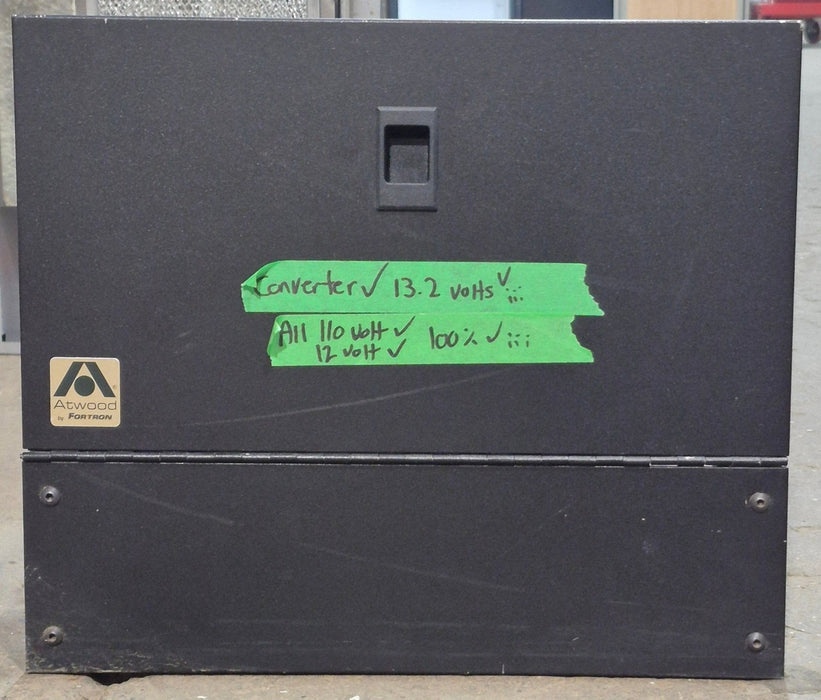 Converter✓ 13.2 volts✓
All 110 volt ✓ 100% ✓
12 volt ✓
Atwood®
by FORTRON